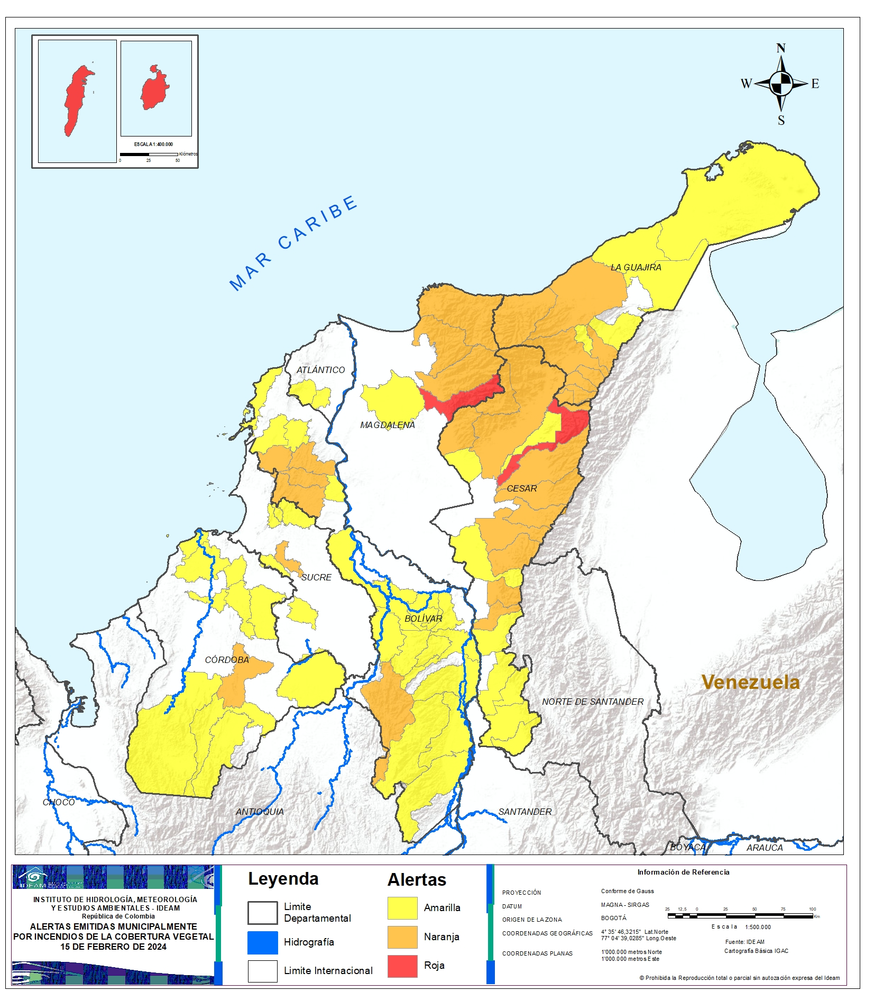 ESCALA 1:400.000
Kilómetros
0 25 50
N
W E
S
MAR CARIBE
LA GUAJIRA
ATLÁNTICO
MAGDALENA
CESAR
SUCRE
BOLÍVAR
CÓRDOBA
Venezuela
NORTE DE SANTANDER
CHOCÓ
ANTIOQUIA
SANTANDER
BOYACÁ
ARAUCA
IDEAM
INSTITUTO DE HIDROLOGÍA, METEOROLOGÍA
Y ESTUDIOS AMBIENTALES - IDEAM
República de Colombia
ALERTAS EMITIDAS MUNICIPALMENTE
POR INCENDIOS DE LA COBERTURA VEGETAL
15 DE FEBRERO DE 2024
Leyenda
Limite
Departamental
Hidrografía
Limite Internacional
Alertas
Amarilla
Naranja
Roja
Información de Referencia
PROYECCIÓN Conforme de Gauss
DATUM MAGNA - SIRGAS
ORIGEN DE LA ZONA BOGOTÁ
COORDENADAS GEOGRÁFICAS 4° 35' 46,3215" Lat.Norte
77° 04' 39,0285" Long.Oeste
COORDENADAS PLANAS 1'000.000 metros Norte
1'000.000 metros Este
25 12,5 0 25 50 75 100
Km
Escala 1:500.000
Fuente: IDEAM
Cartografía Básica IGAC
© Prohibida la Reproducción total o parcial sin autozación expresa del Ideam